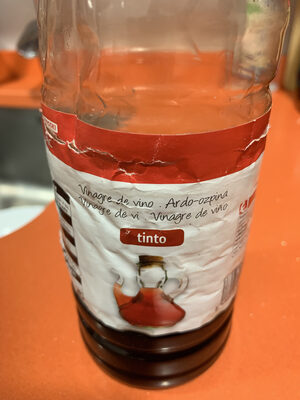 Vinagre de vino . Ardo-ozpina
Vinagre de vi . Vinagre de viño
tinto